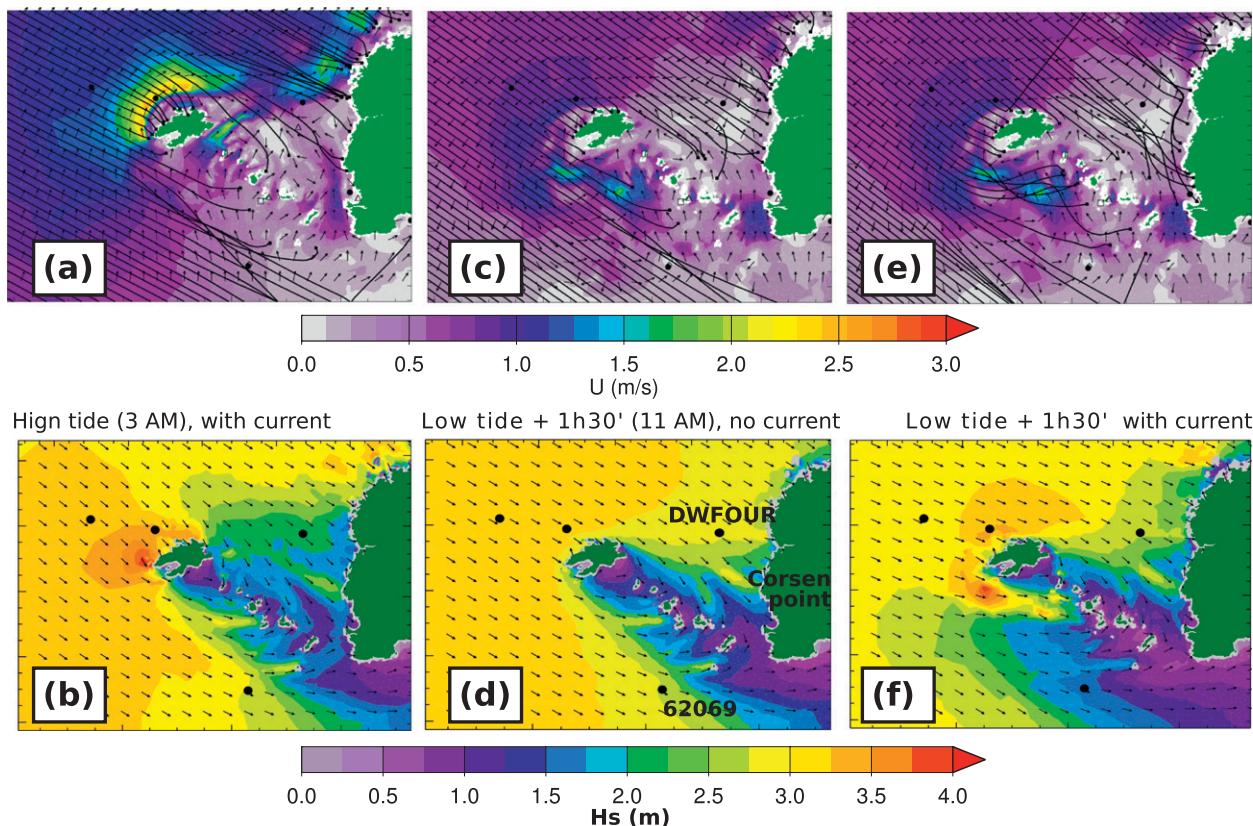 (a)
(c)
(e)
0.0 0.5 1.0 1.5 2.0 2.5 3.0
U (m/s)
Hign tide (3 AM), with current
Low tide + 1h30' (11 AM), no current
Low tide + 1h30' with current
DWFOUR
Corsen
point
(b)
(d)
(f)
62069
0.0 0.5 1.0 1.5 2.0 2.5 3.0 3.5 4.0
Hs (m)